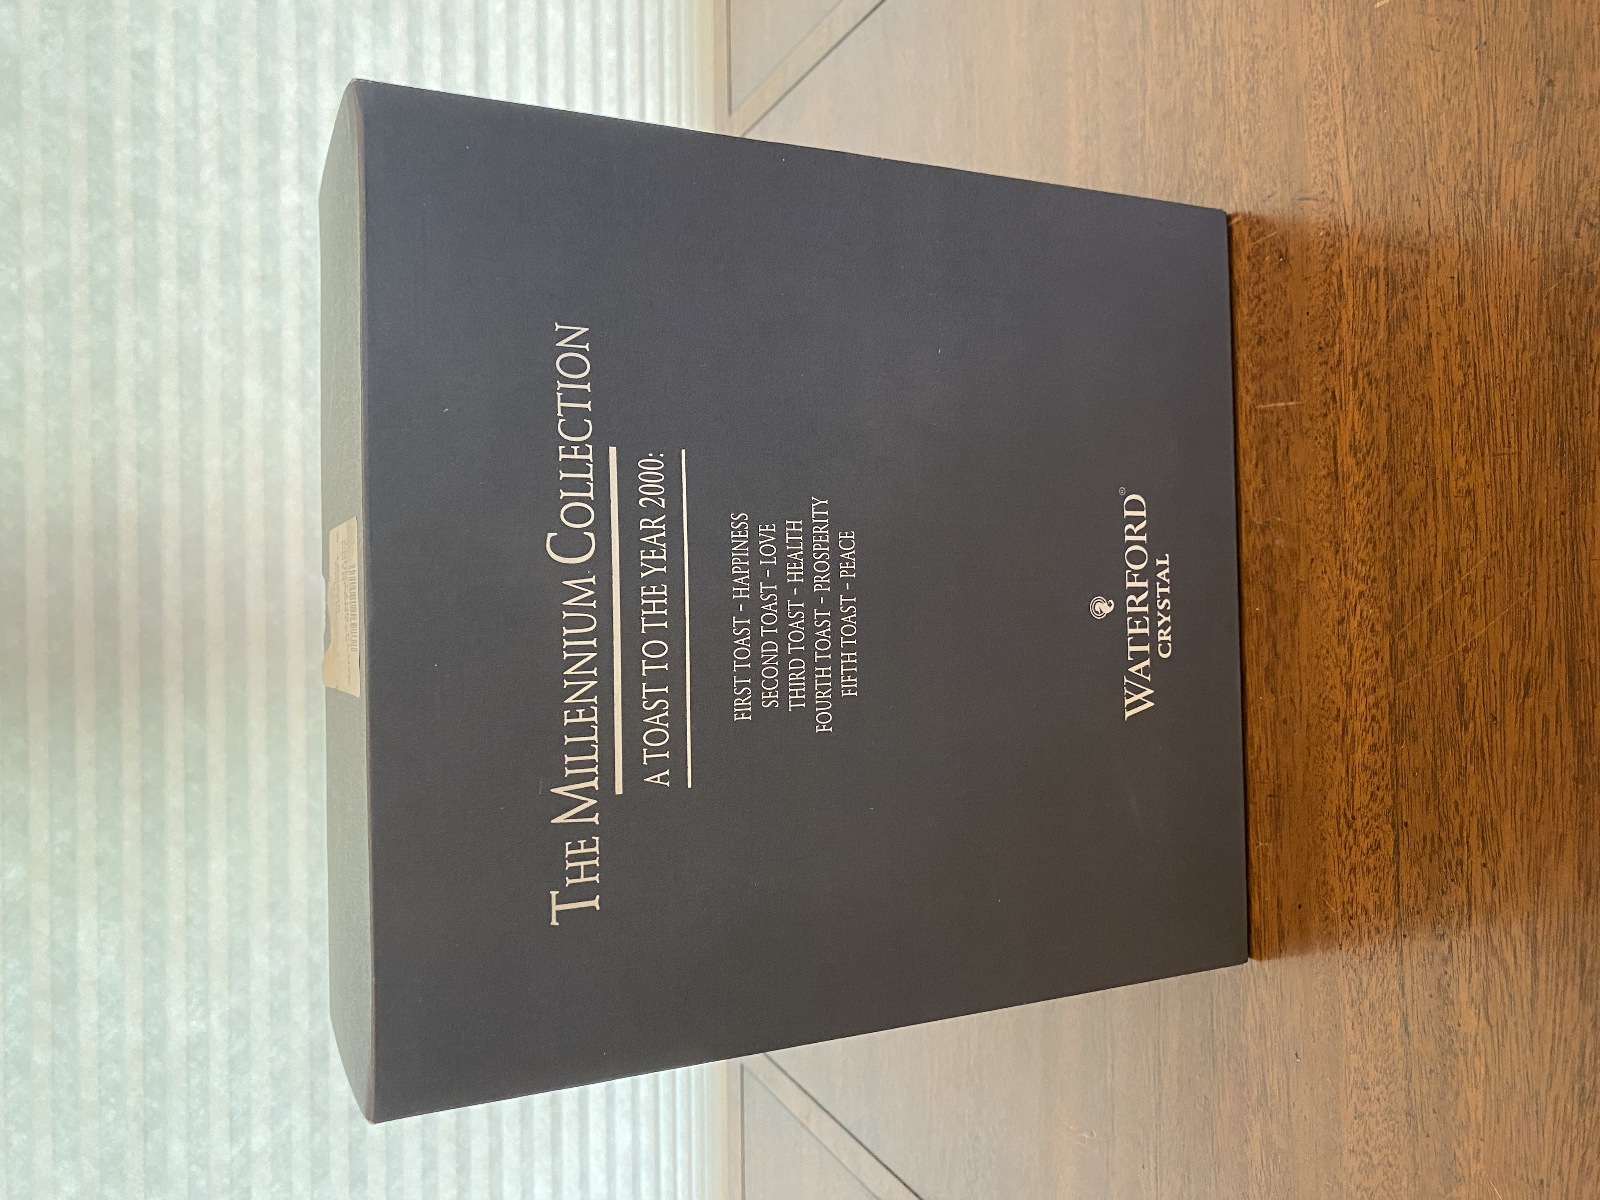 THE MILLENNIUM COLLECTION
A TOAST TO THE YEAR 2000:
FIRST TOAST - HAPPINESS
SECOND TOAST - LOVE
THIRD TOAST - HEALTH
FOURTH TOAST - PROSPERITY
FIFTH TOAST - PEACE
WATERFORD®
CRYSTAL